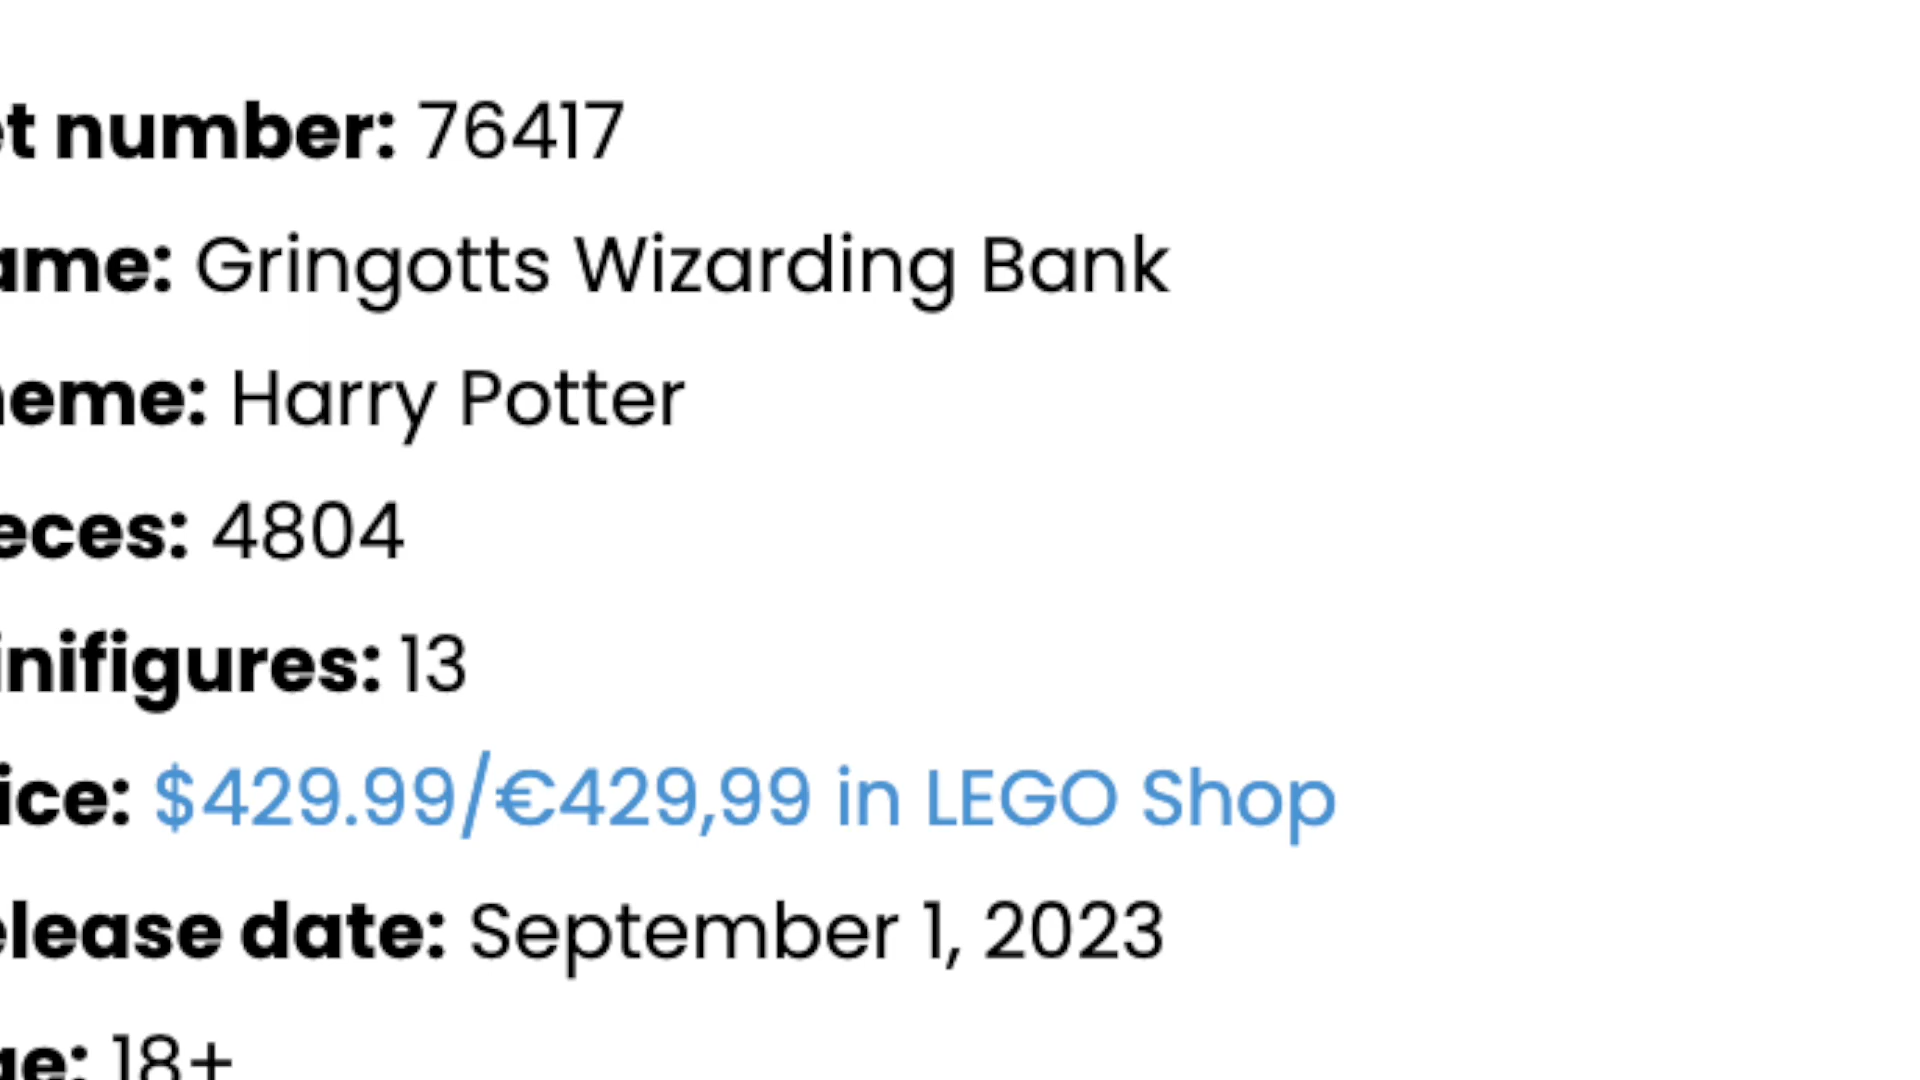 et number: 76417
ame: Gringotts Wizarding Bank
heme: Harry Potter
eces: 4804
inifigures: 13
ice: $429.99/€429,99 in LEGO Shop
elease date: September 1, 2023
ge: 18+